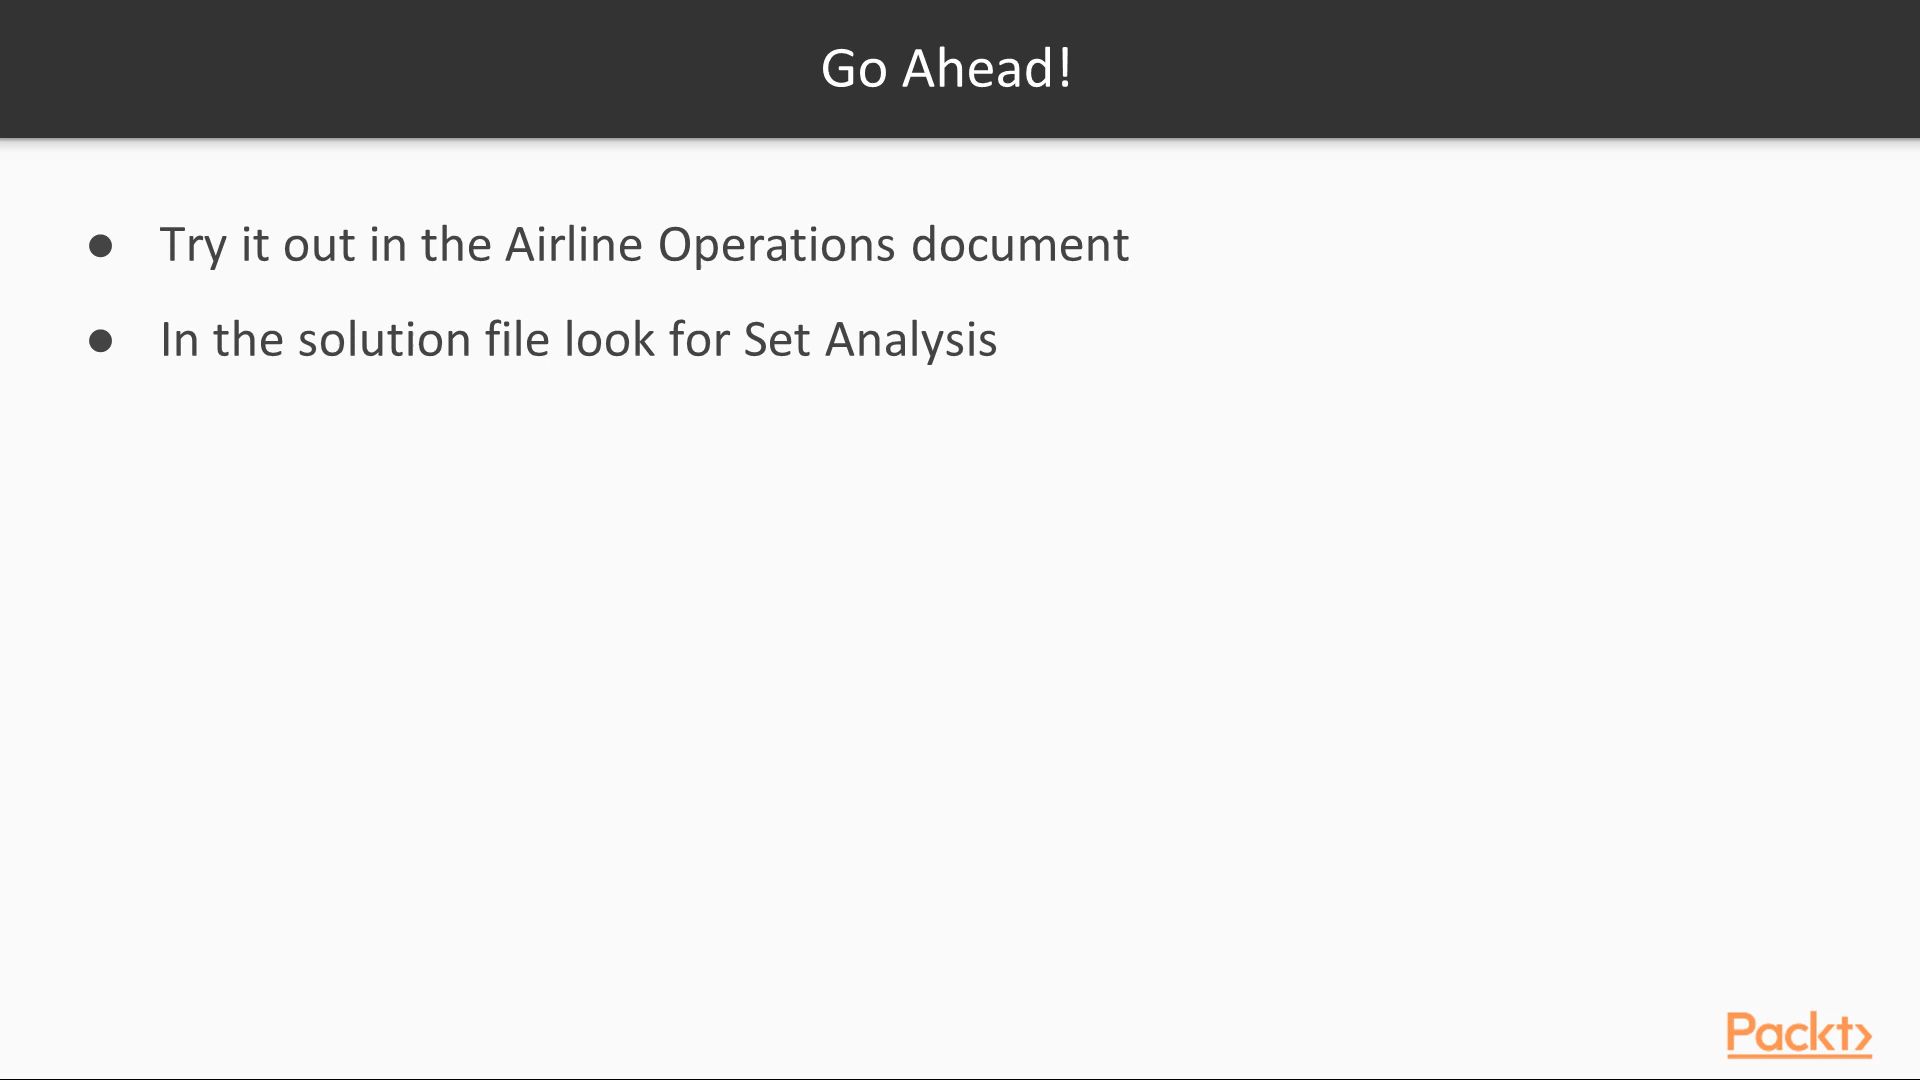 Go Ahead!
● Try it out in the Airline Operations document
● In the solution file look for Set Analysis
Packt>